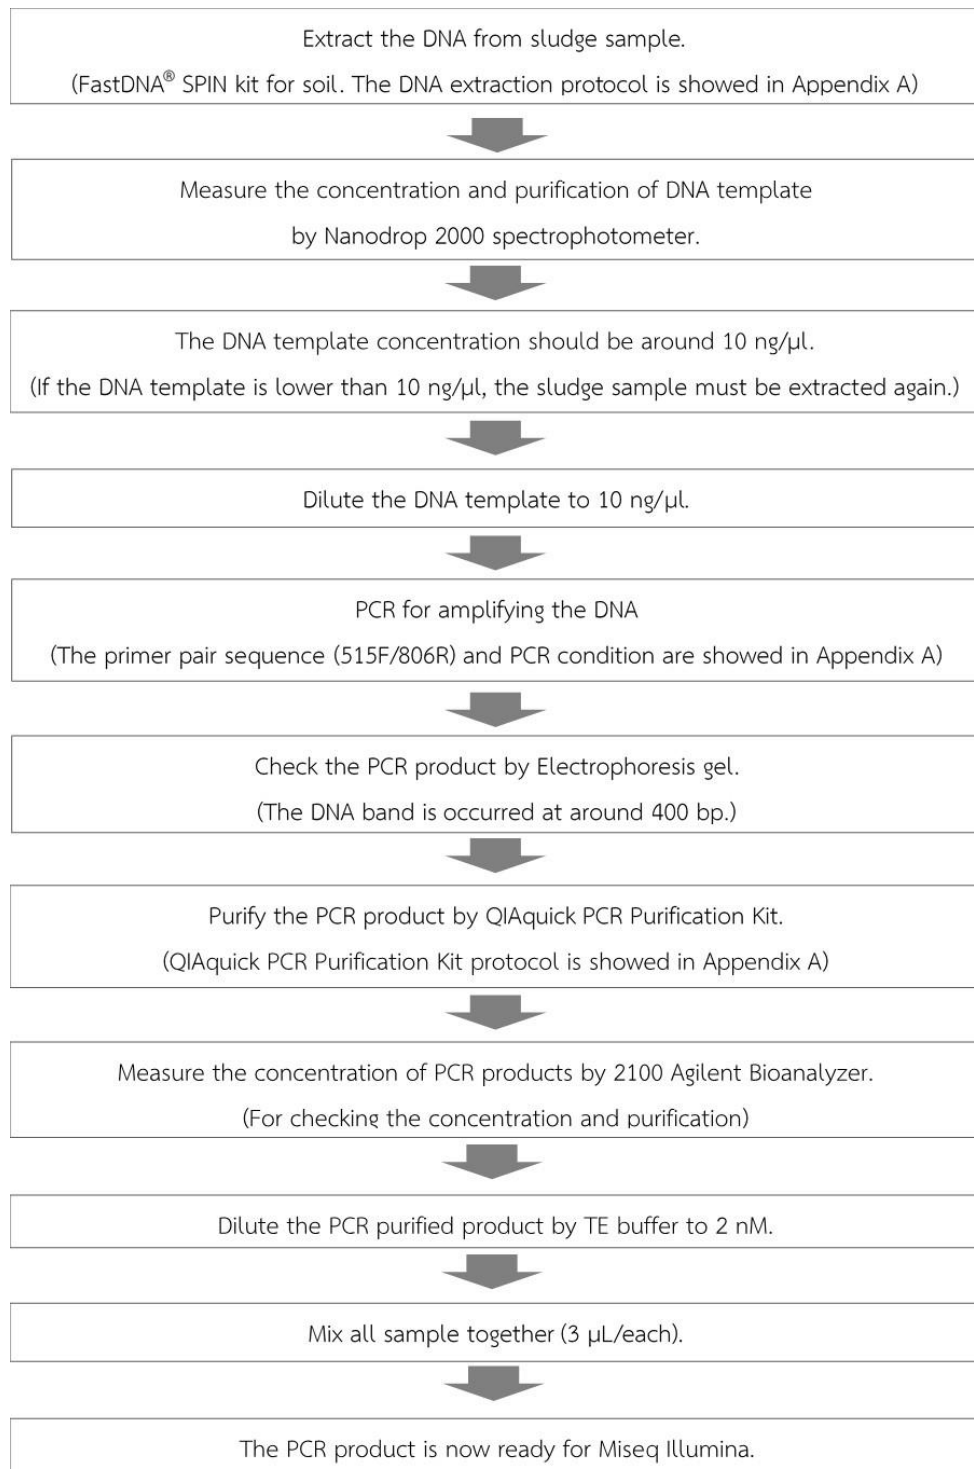 Extract the DNA from sludge sample.
(FastDNA® SPIN kit for soil. The DNA extraction protocol is showed in Appendix A)
Measure the concentration and purification of DNA template
by Nanodrop 2000 spectrophotometer.
The DNA template concentration should be around 10 ng/µl.
(If the DNA template is lower than 10 ng/µl, the sludge sample must be extracted again.)
Dilute the DNA template to 10 ng/µl.
PCR for amplifying the DNA
(The primer pair sequence (515F/806R) and PCR condition are showed in Appendix A)
Check the PCR product by Electrophoresis gel.
(The DNA band is occurred at around 400 bp.)
Purify the PCR product by QIAquick PCR Purification Kit.
(QIAquick PCR Purification Kit protocol is showed in Appendix A)
Measure the concentration of PCR products by 2100 Agilent Bioanalyzer.
(For checking the concentration and purification)
Dilute the PCR purified product by TE buffer to 2 nM.
Mix all sample together (3 µL/each).
The PCR product is now ready for Miseq Illumina.